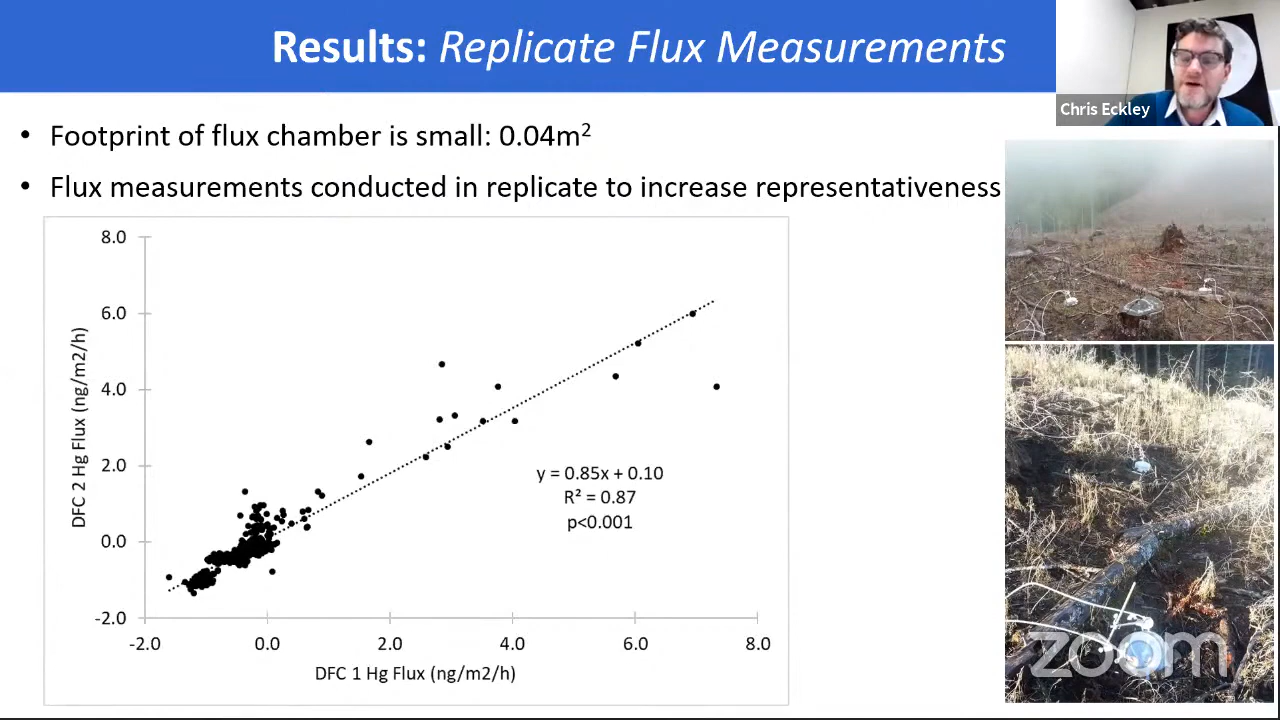 Results: Replicate Flux Measurements
Chris Eckley
• Footprint of flux chamber is small: 0.04m²
• Flux measurements conducted in replicate to increase representativeness
8.0
6.0
4.0
2.0
0.0
-2.0
DFC 2 Hg Flux (ng/m2/h)
y = 0.85x + 0.10
R² = 0.87
p<0.001
-2.0 0.0 2.0 4.0 6.0 8.0
DFC 1 Hg Flux (ng/m2/h)
zoom